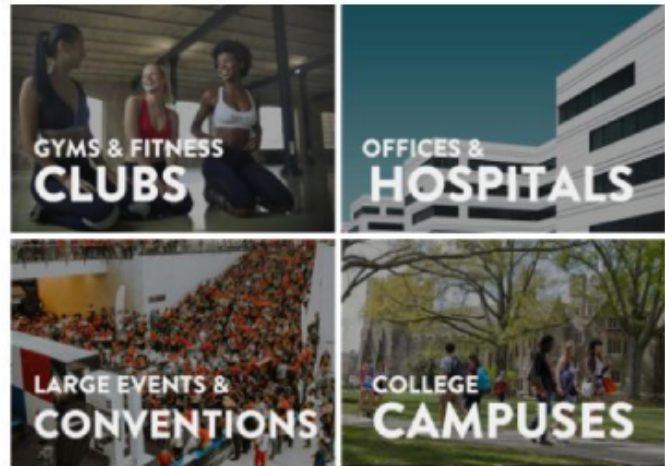 GYMS & FITNESS
CLUBS
OFFICES &
HOSPITALS
LARGE EVENTS &
CONVENTIONS
COLLEGE
CAMPUSES